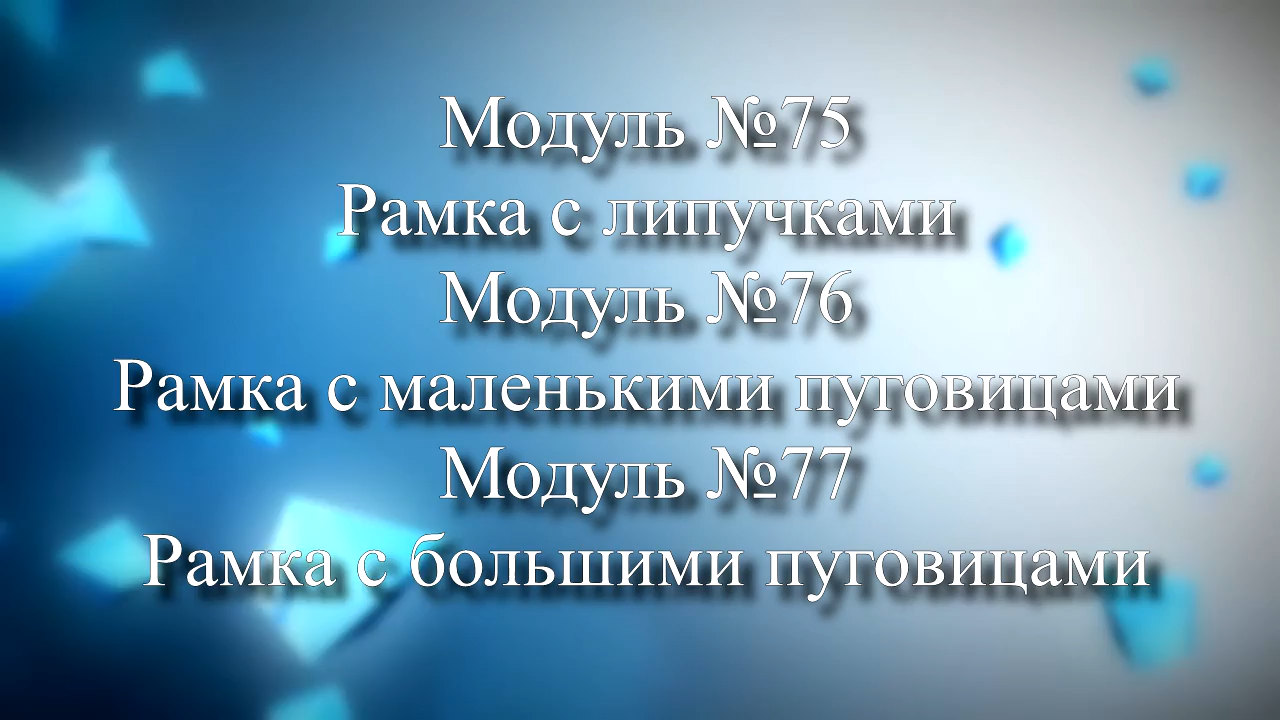 Модуль №75
Рамка с липучками
Модуль №76
Рамка с маленькими пуговицами
Модуль №77
Рамка с большими пуговицами